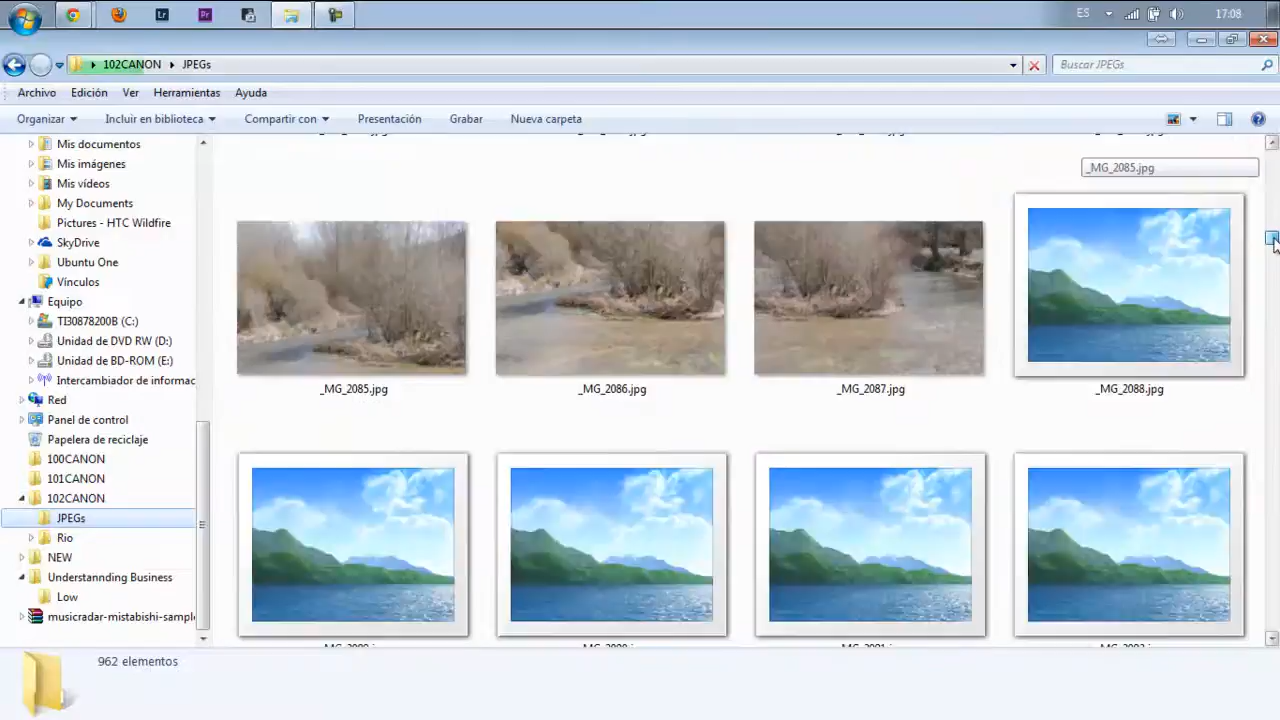 Lr
Pr
ES
17:08
102CANON
JPEGs
Buscar JPEGs
Archivo
Edición
Ver
Herramientas
Ayuda
Organizar
Incluir en biblioteca
Compartir con
Presentación
Grabar
Nueva carpeta
Mis documentos
Mis imágenes
Mis vídeos
My Documents
Pictures - HTC Wildfire
SkyDrive
Ubuntu One
Vínculos
Equipo
TI30878200B (C:)
Unidad de DVD RW (D:)
Unidad de BD-ROM (E:)
Intercambiador de informac
Red
Panel de control
Papelera de reciclaje
100CANON
101CANON
102CANON
JPEGs
Rio
NEW
Understannding Business
Low
musicradar-mistabishi-sampl
_MG_2085.jpg
_MG_2085.jpg
_MG_2086.jpg
_MG_2087.jpg
_MG_2088.jpg
962 elementos